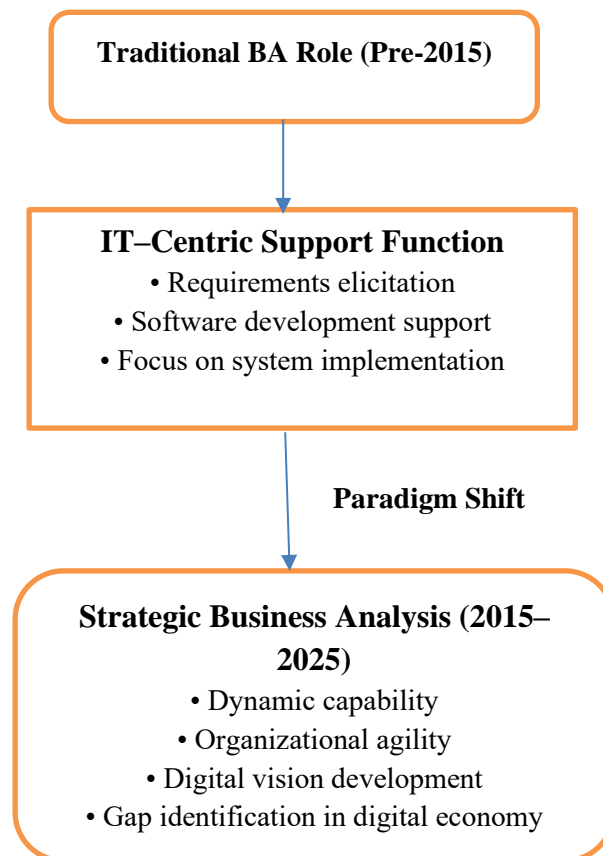 Traditional BA Role (Pre-2015)
IT–Centric Support Function
• Requirements elicitation
• Software development support
• Focus on system implementation
Paradigm Shift
Strategic Business Analysis (2015–
2025)
• Dynamic capability
• Organizational agility
• Digital vision development
• Gap identification in digital economy